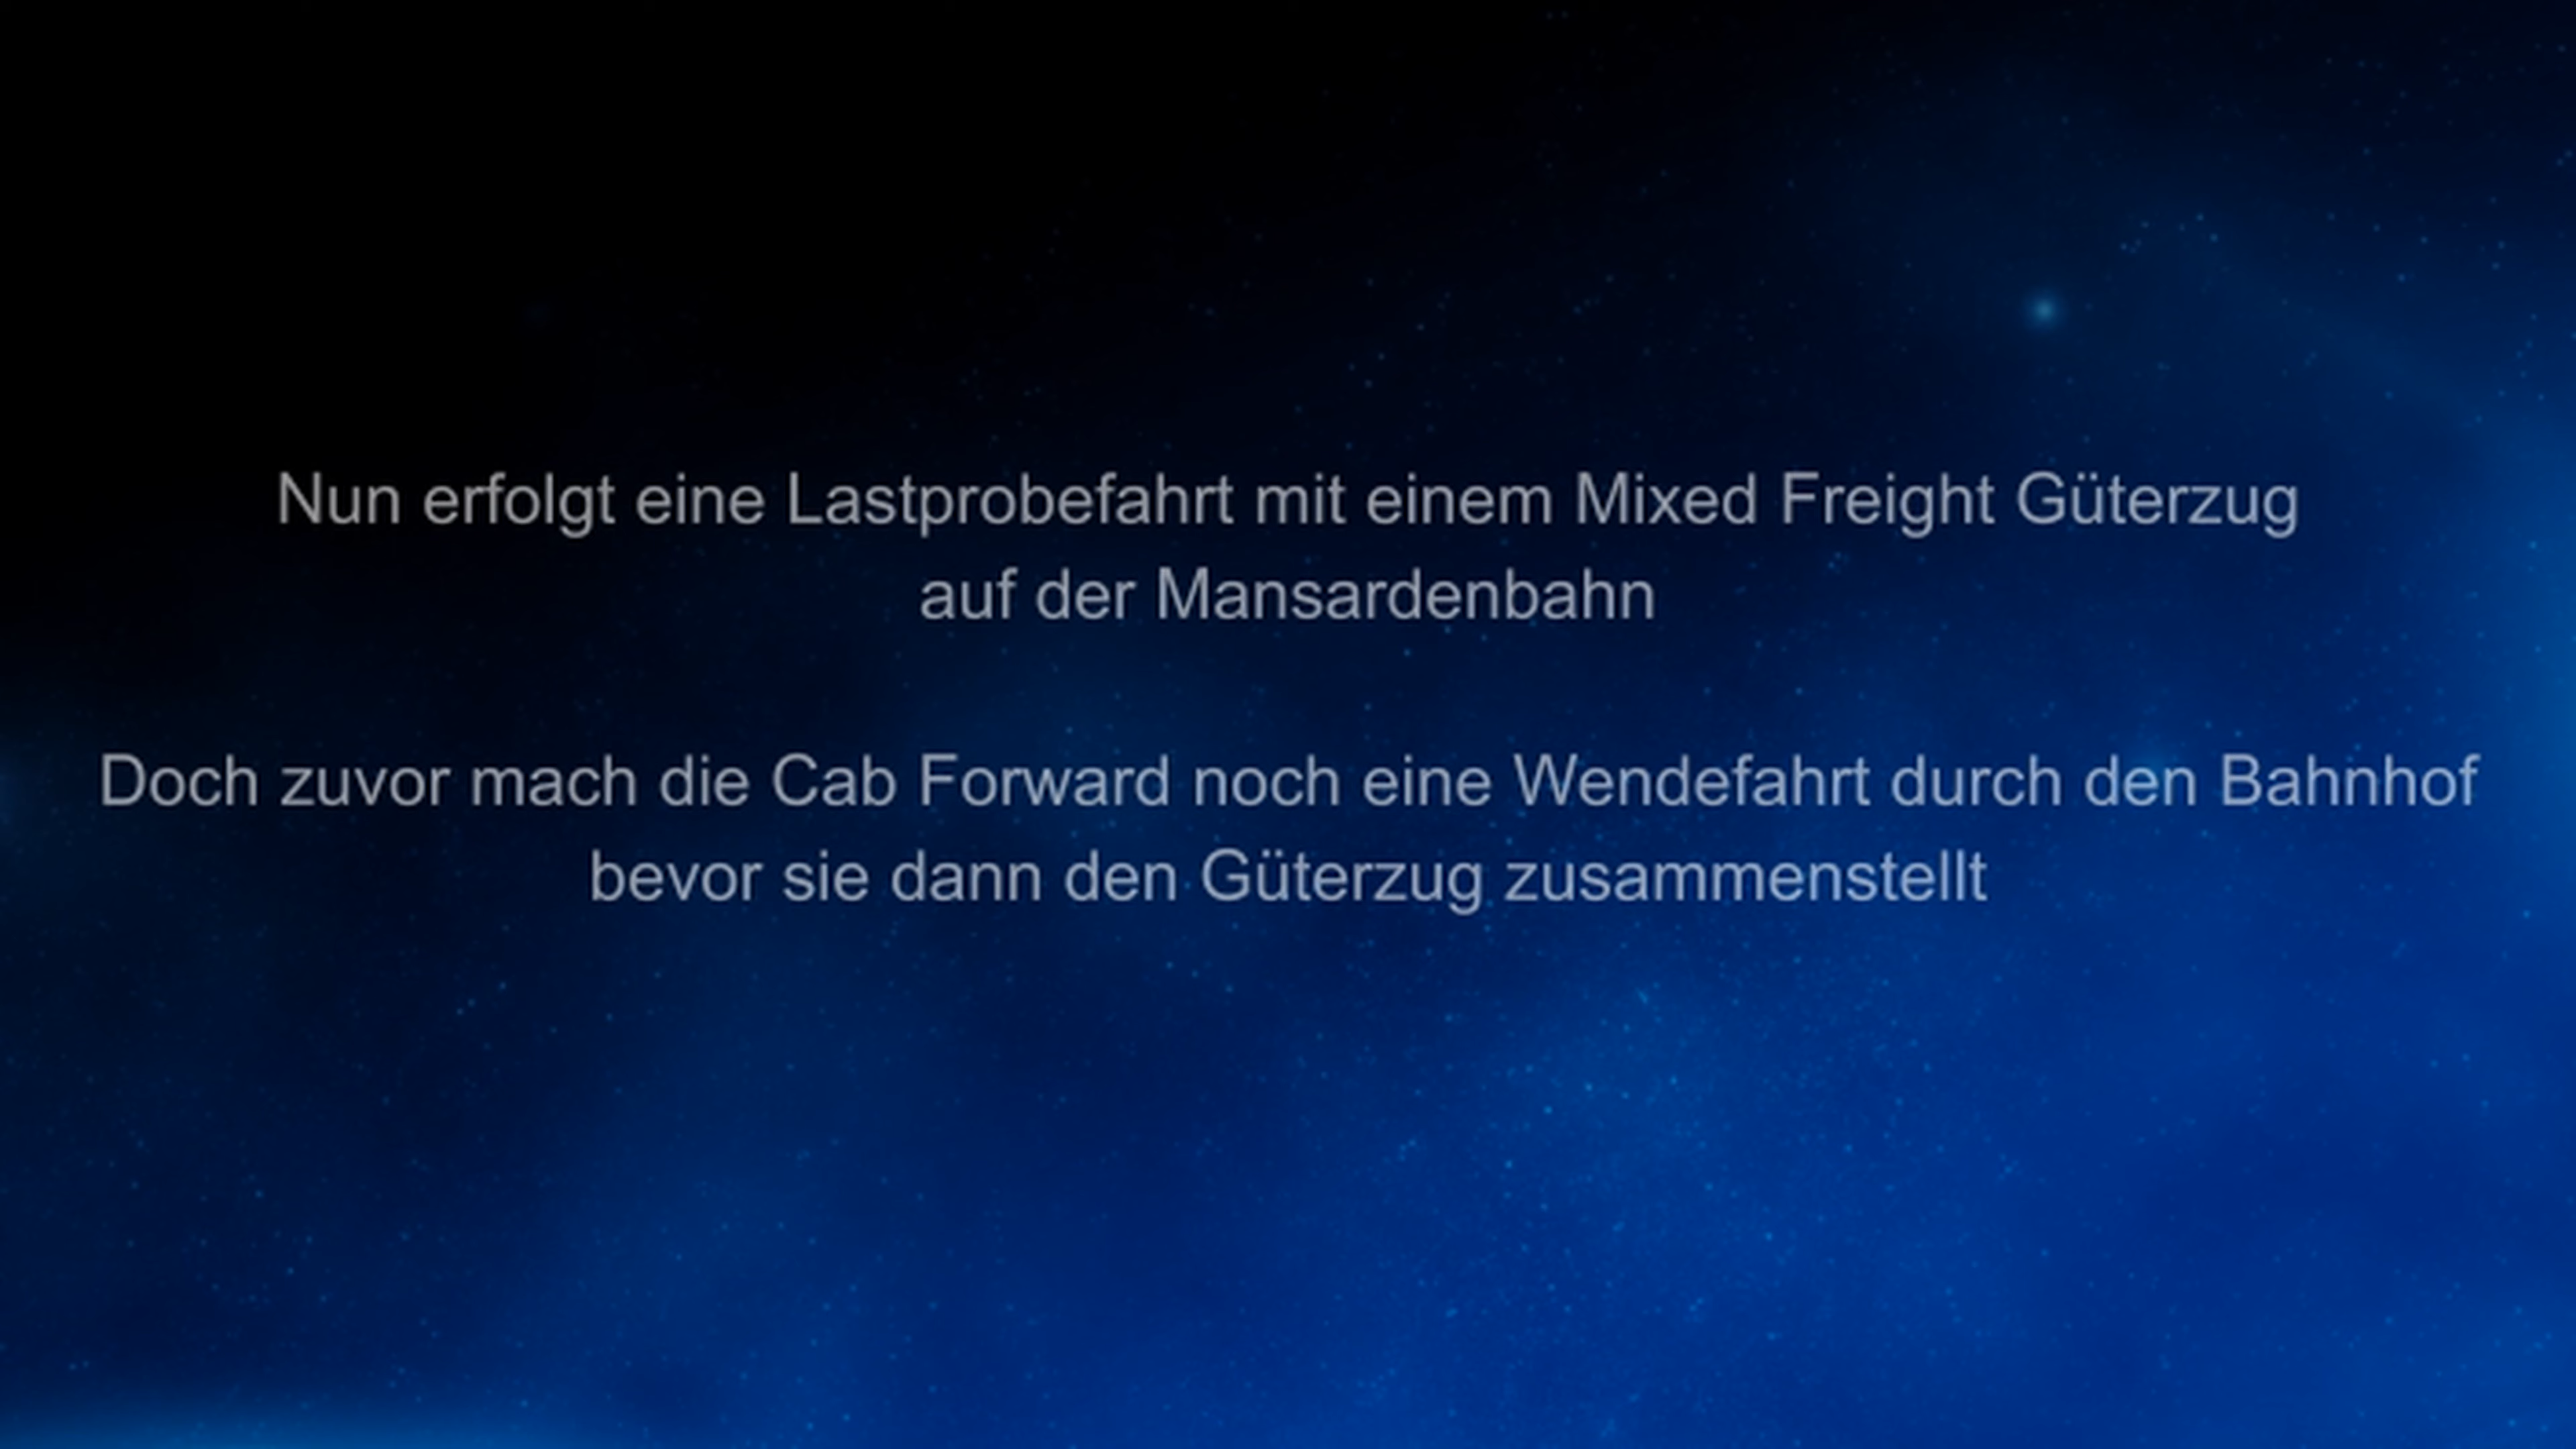 Nun erfolgt eine Lastprobefahrt mit einem Mixed Freight Güterzug
auf der Mansardenbahn
Doch zuvor mach die Cab Forward noch eine Wendefahrt durch den Bahnhof
bevor sie dann den Güterzug zusammenstellt